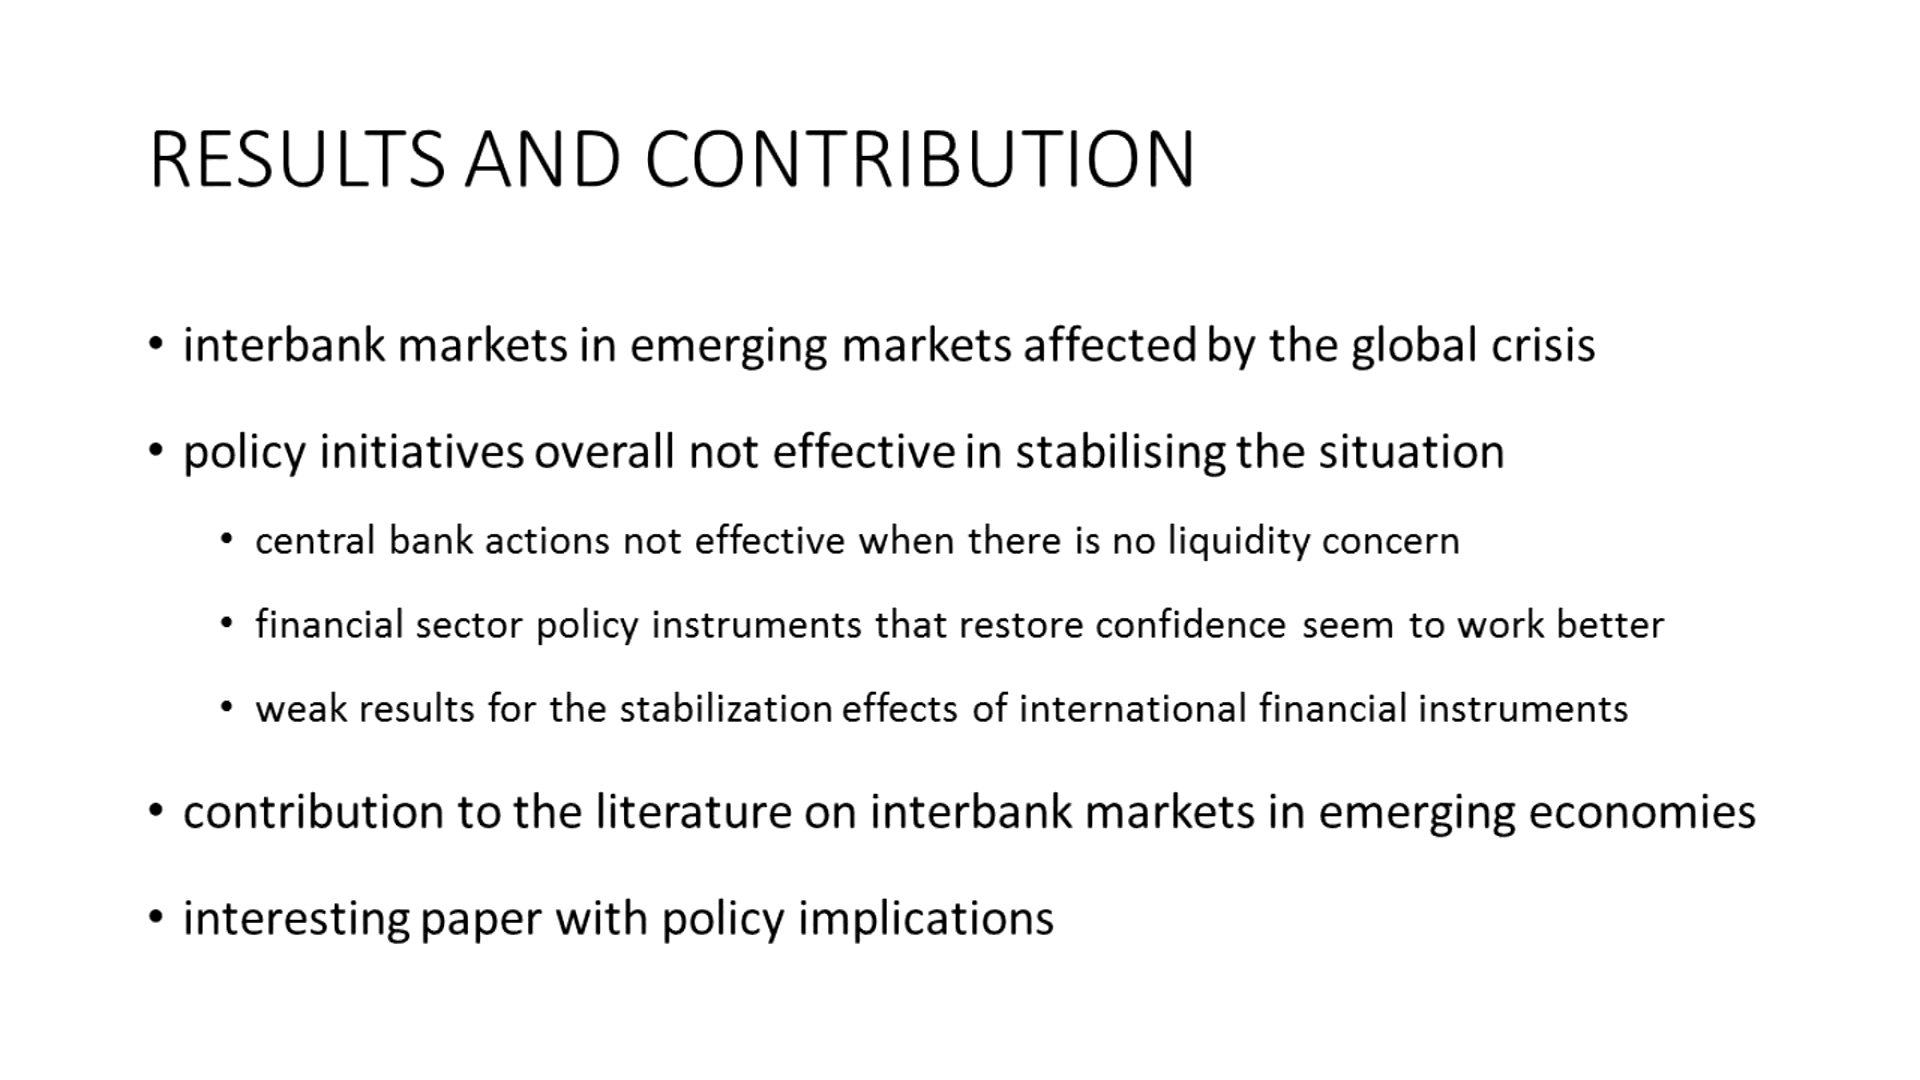 RESULTS AND CONTRIBUTION
• interbank markets in emerging markets affected by the global crisis
• policy initiatives overall not effective in stabilising the situation
• central bank actions not effective when there is no liquidity concern
• financial sector policy instruments that restore confidence seem to work better
• weak results for the stabilization effects of international financial instruments
• contribution to the literature on interbank markets in emerging economies
• interesting paper with policy implications